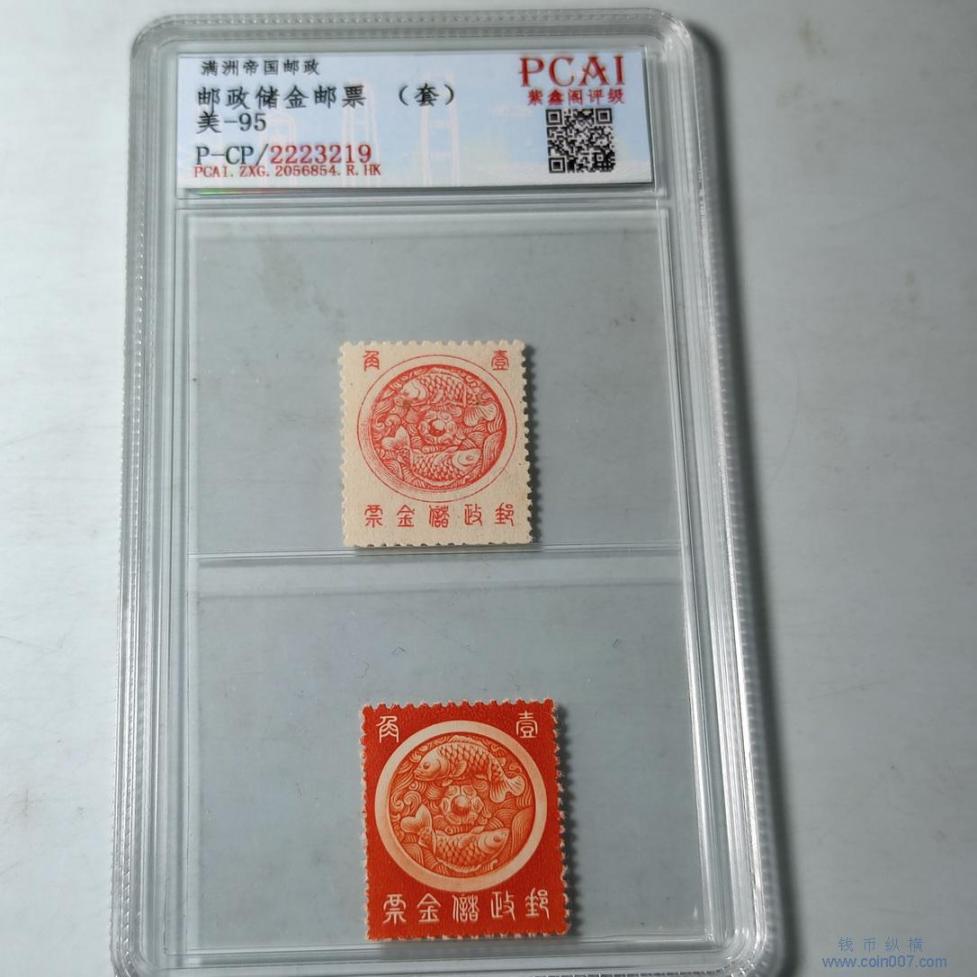 满洲帝国邮政
邮政储金邮票 （套）
美-95
P-CP/2223219
PCAI.ZXG.2056854.R.HK
PCAI
紫鑫阁评级
角 壹
票金儲政郵
角 壹
票金儲政郵
钱币纵横
www.coin007.com